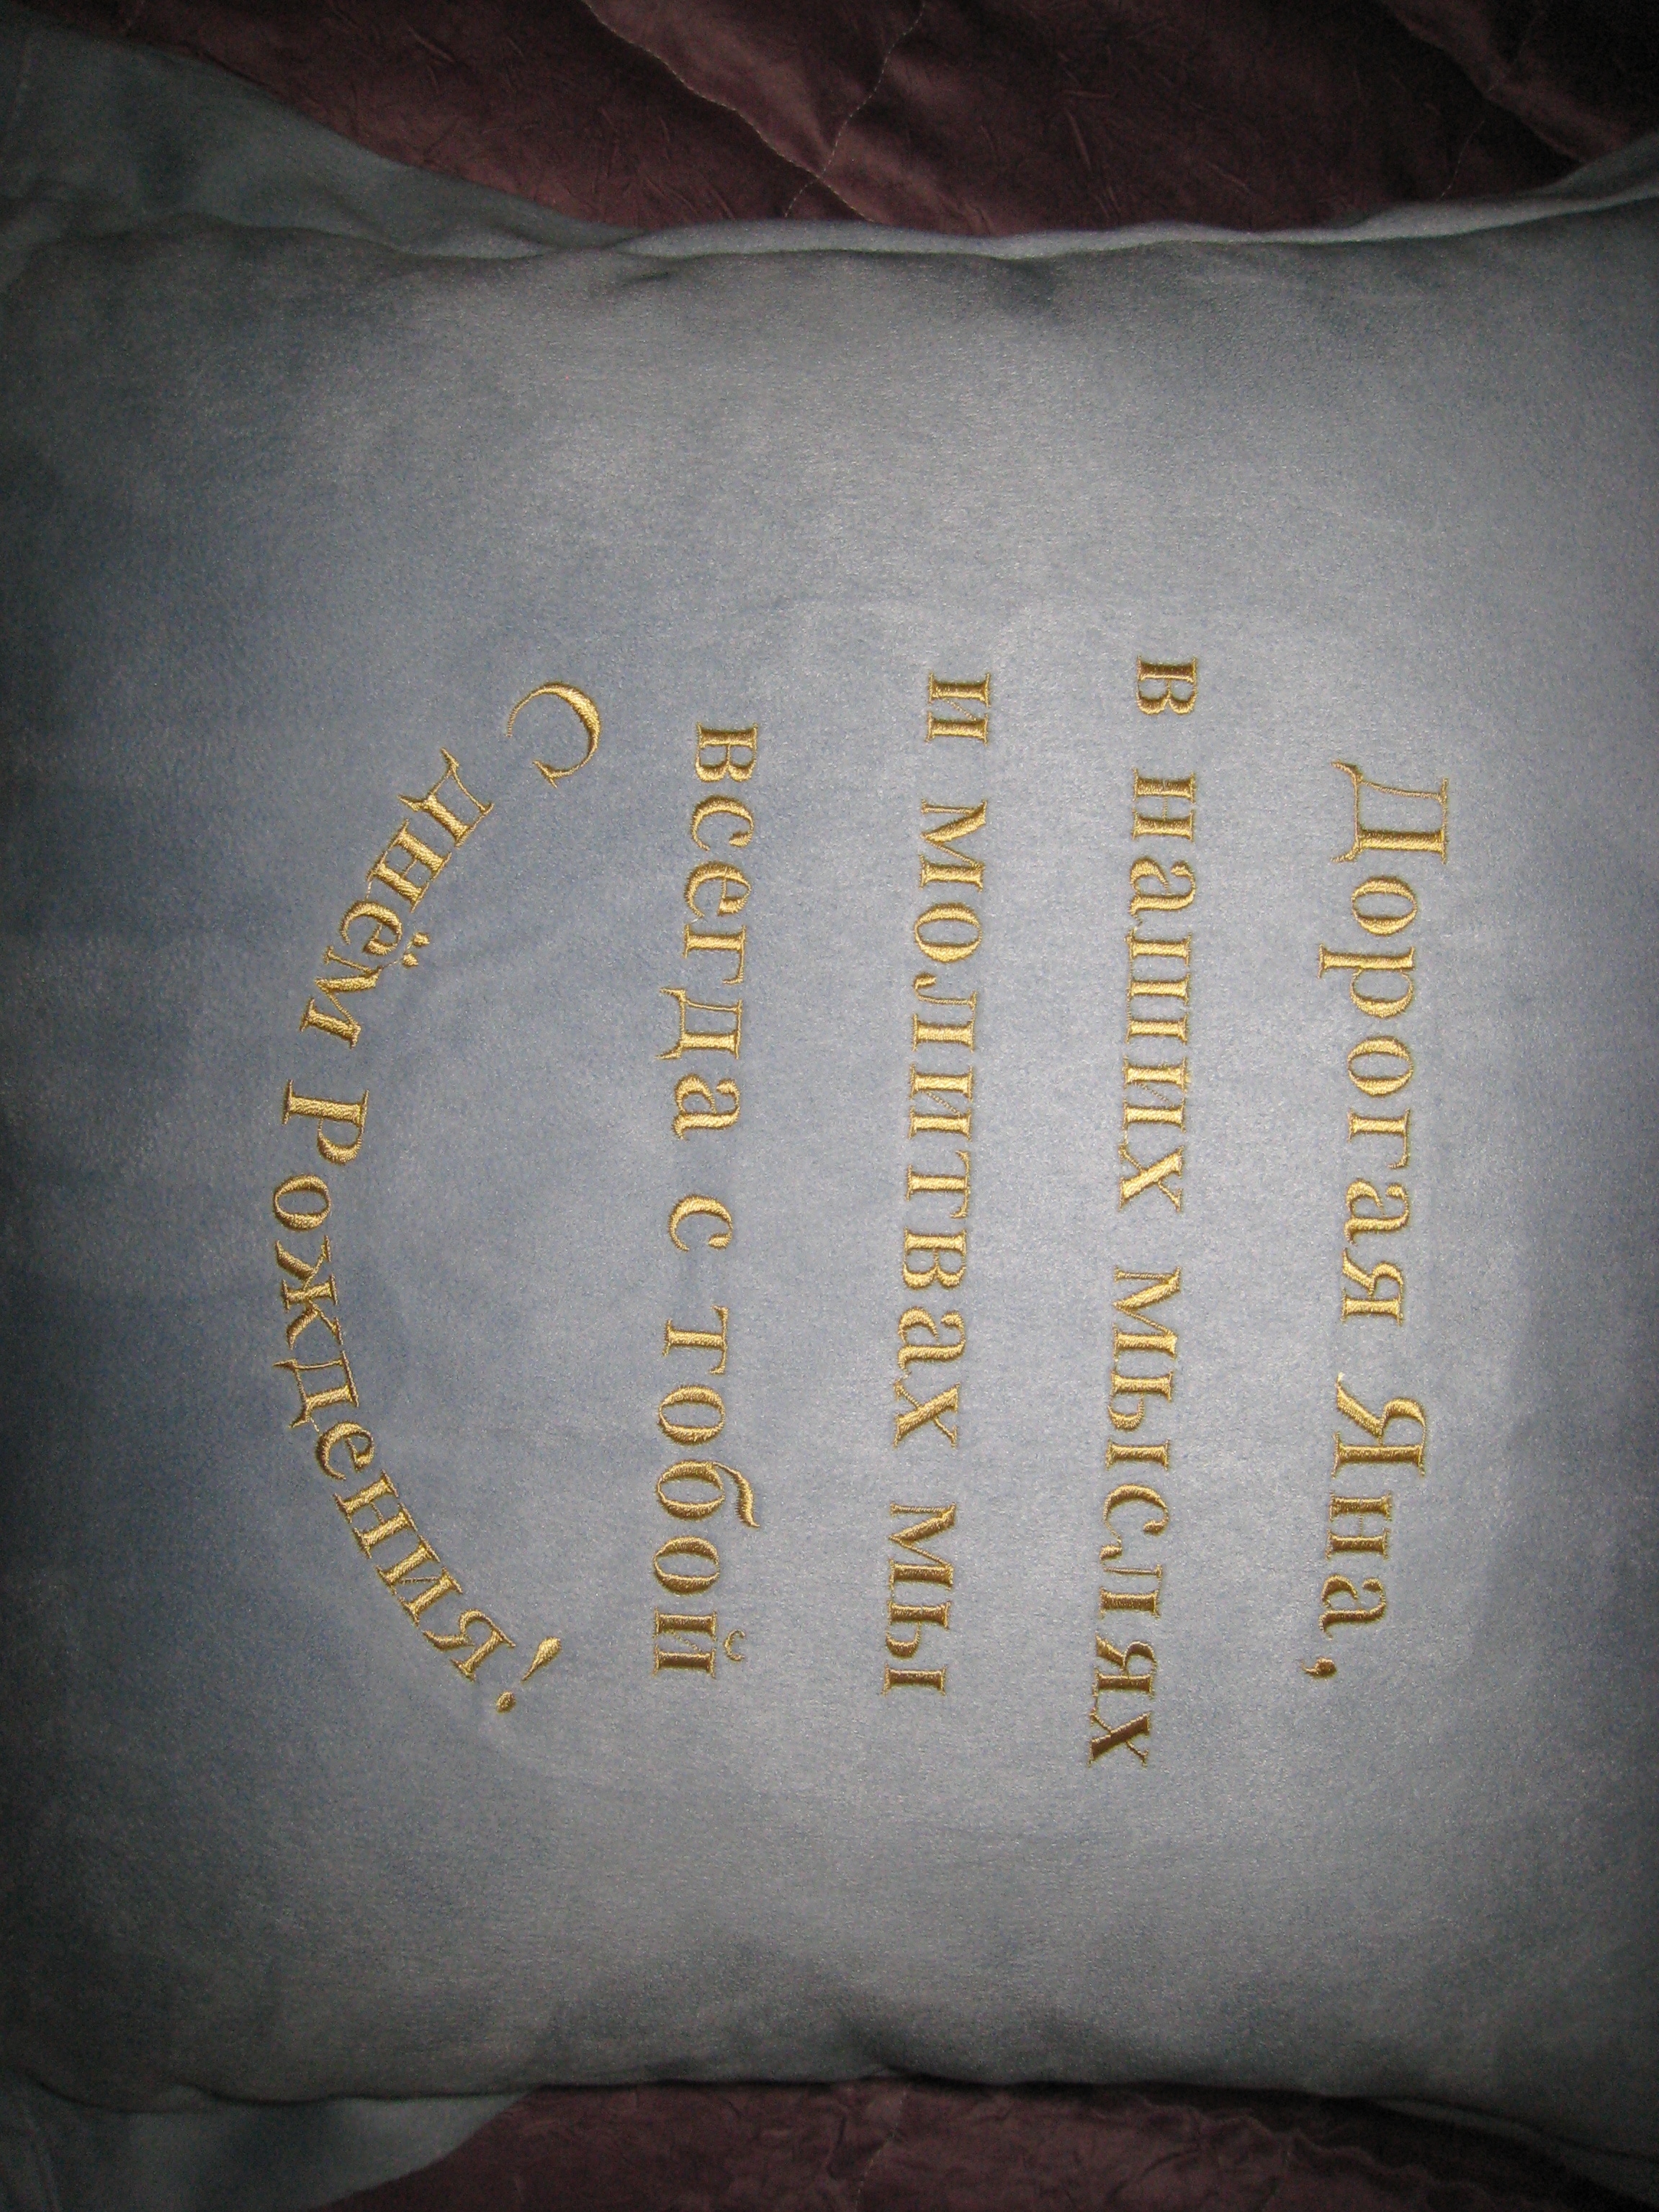 Дорогая Яна,
в наших мыслях
и молитвах мы
всегда с тобой
С днём Рождения!